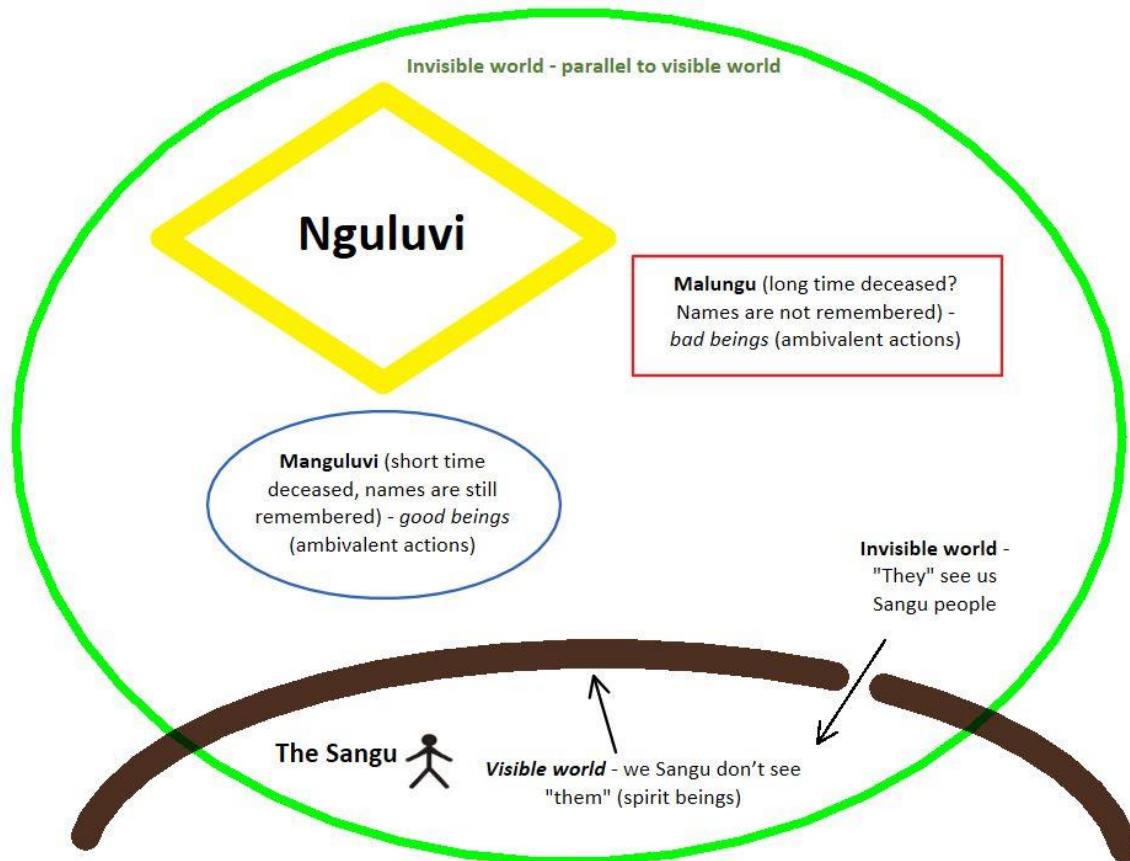 Invisible world - parallel to visible world
Nguluvi
Malungu (long time deceased?
Names are not remembered) -
bad beings (ambivalent actions)
Manguluvi (short time
deceased, names are still
remembered) - good beings
(ambivalent actions)
Invisible world -
"They" see us
Sangu people
The Sangu
Visible world - we Sangu don't see
"them" (spirit beings)